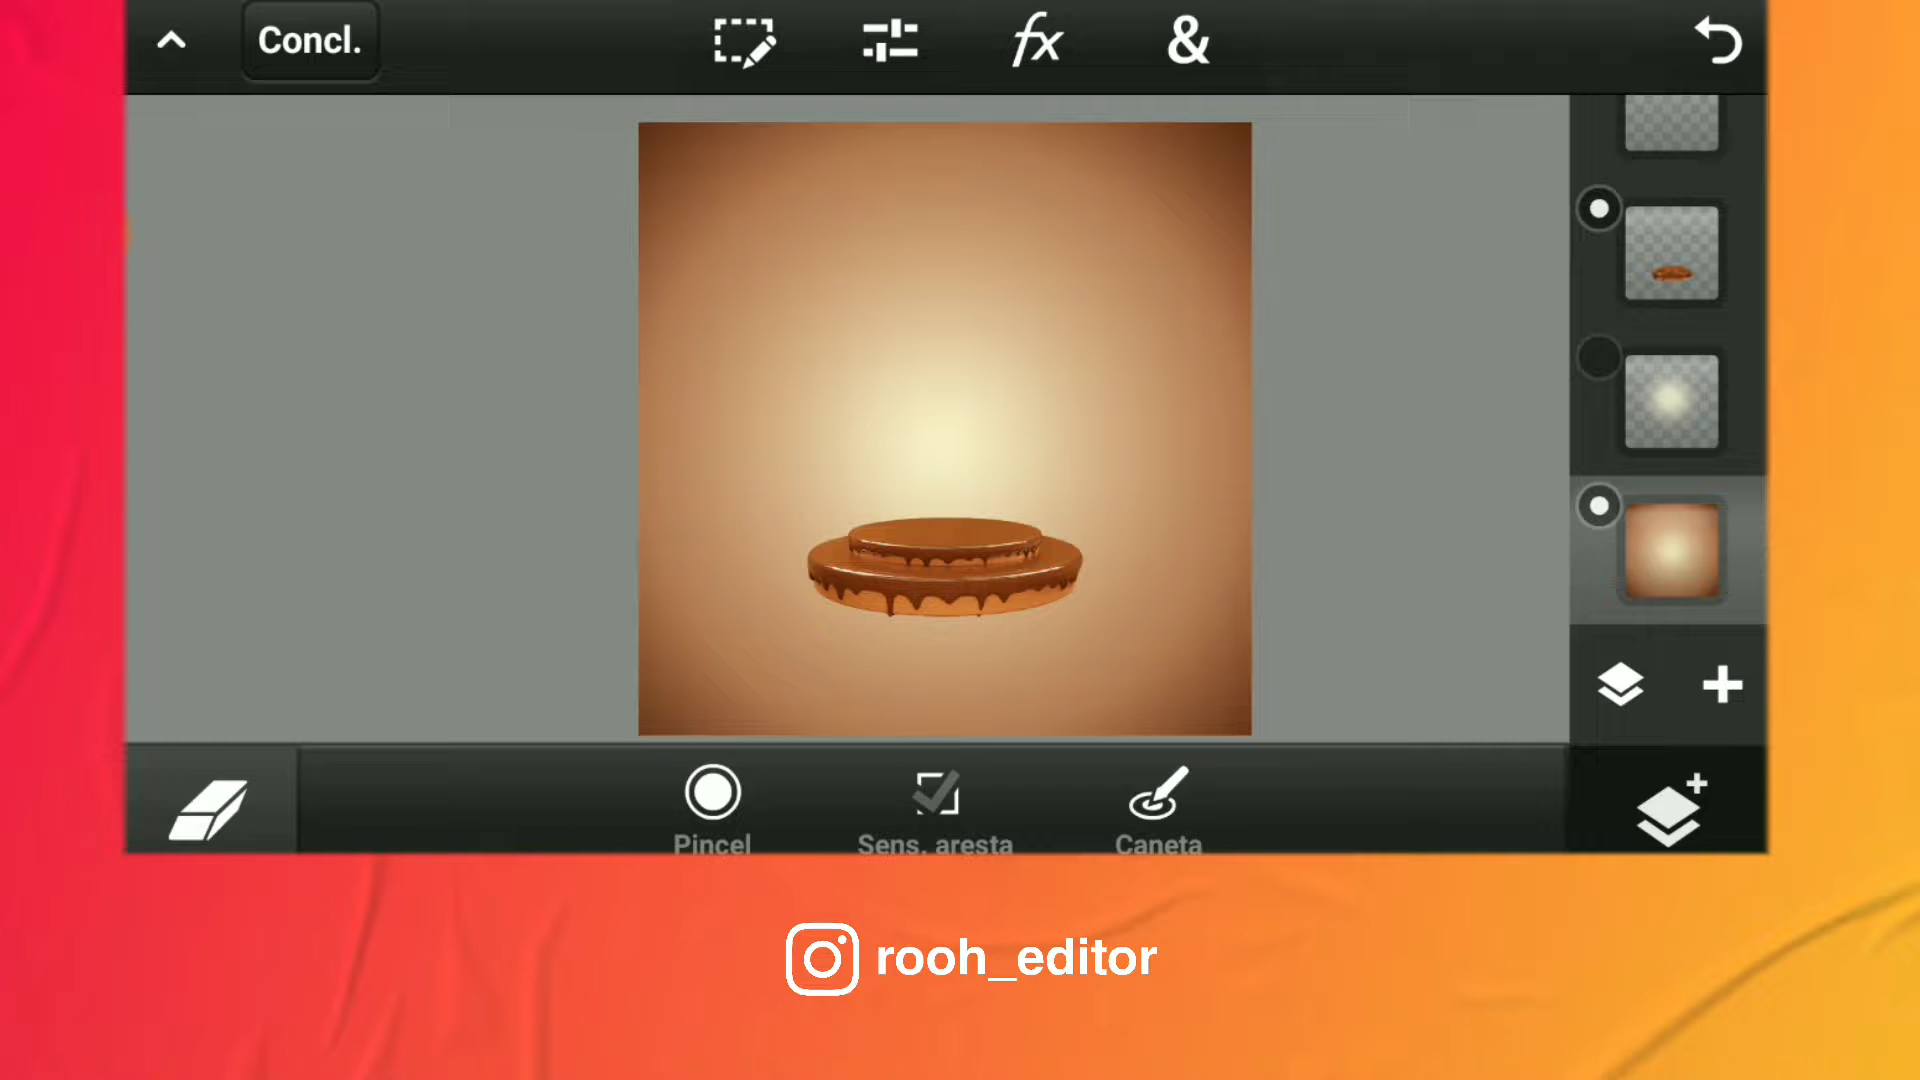 Concl.
fx
&
Pincel
Sens. aresta
Caneta
rooh_editor